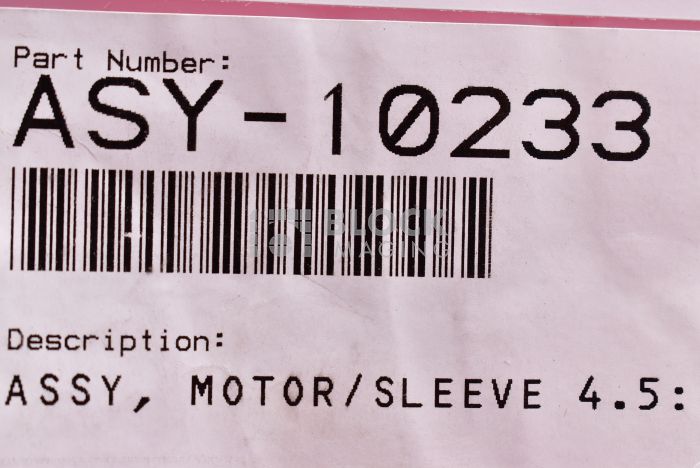 Part Number:
ASY-10233
BLOCK
IMAGING
Description:
ASSY, MOTOR/SLEEVE 4.5: